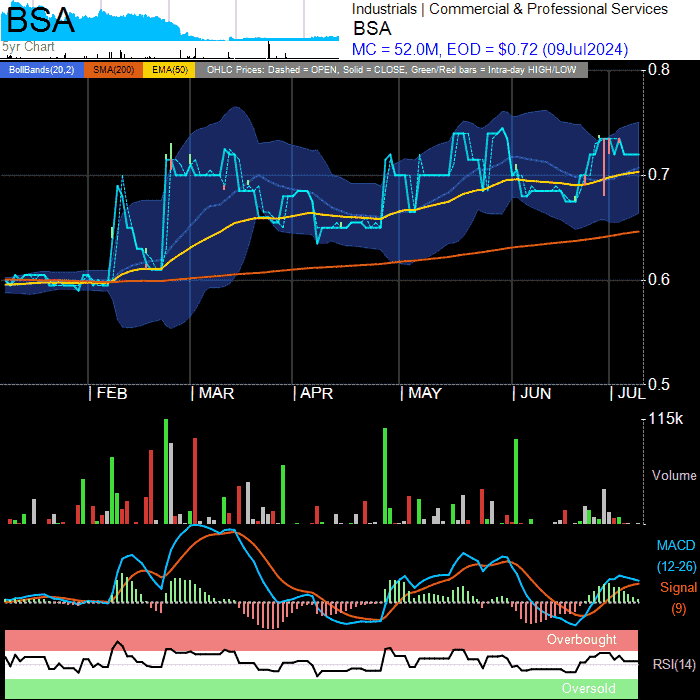 BSA
5yr Chart
Industrials | Commercial & Professional Services
BSA
MC = 52.0M, EOD = $0.72 (09Jul2024)
BollBands(20,2) SMA(200) EMA(50) OHLC Prices: Dashed = OPEN, Solid = CLOSE, Green/Red bars = Intra-day HIGH/LOW
0.8
0.7
0.6
0.5
| FEB | MAR | APR | MAY | JUN | JUL
115k
Volume
MACD
(12-26)
Signal
(9)
Overbought
RSI(14)
Oversold